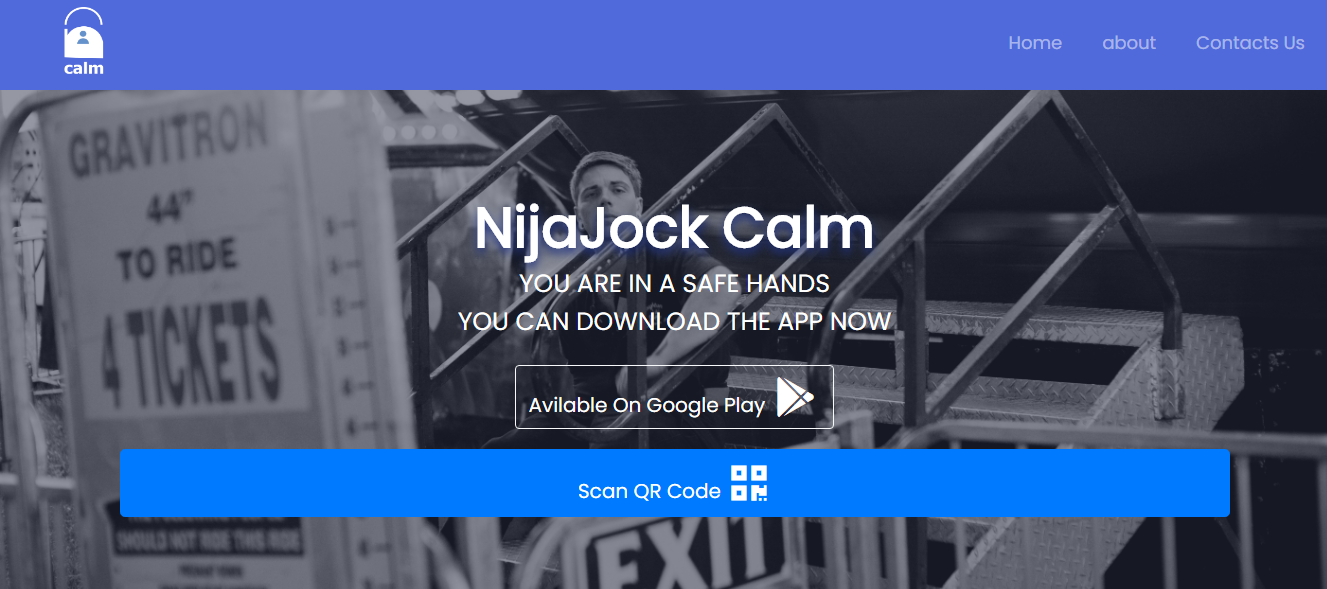 calm
Home
about
Contacts Us
GRAVITRON
44"
TO RIDE
4 TICKETS
NijaJock Calm
YOU ARE IN A SAFE HANDS
YOU CAN DOWNLOAD THE APP NOW
Avilable On Google Play
Scan QR Code
SHOULD NOT RIDE THIS RIDE
EXIT